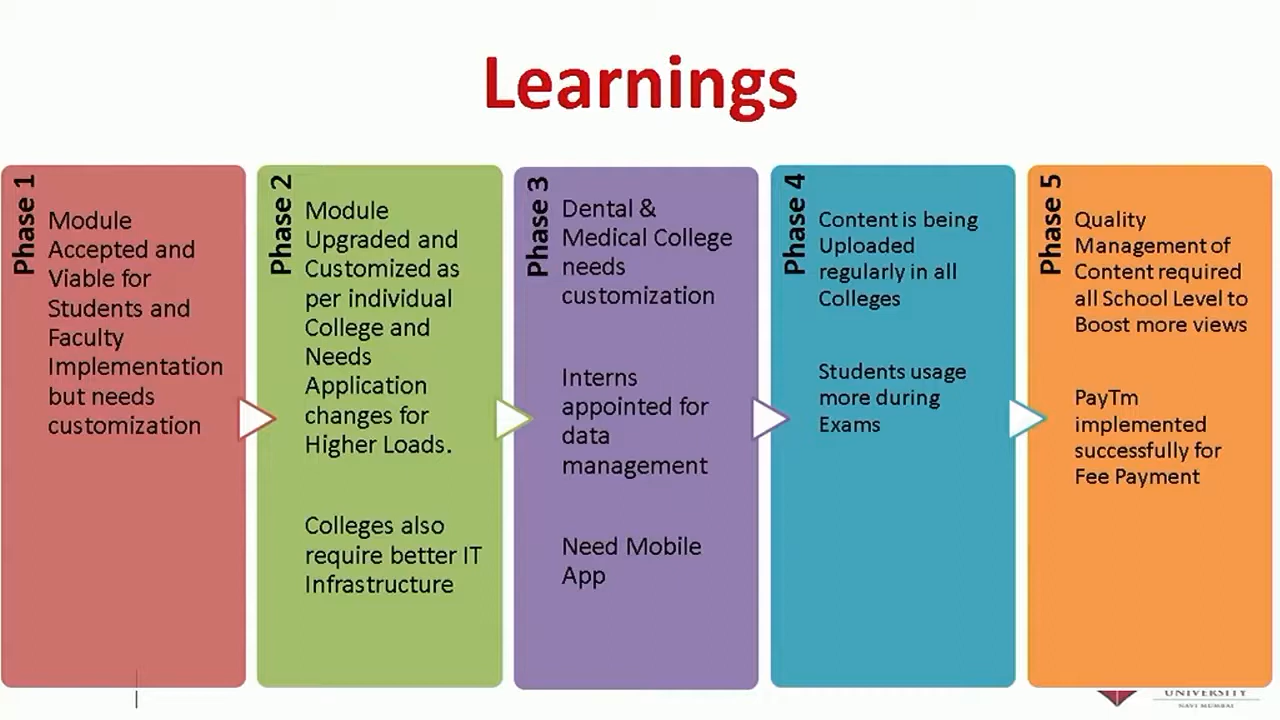 Learnings
Phase 1
Module
Accepted and
Viable for
Students and
Faculty
Implementation
but needs
customization
Phase 2
Module
Upgraded and
Customized as
per individual
College and
Needs
Application
changes for
Higher Loads.
Colleges also
require better IT
Infrastructure
Phase 3
Dental &
Medical College
needs
customization
Interns
appointed for
data
management
Need Mobile
App
Phase 4
Content is being
Uploaded
regularly in all
Colleges
Students usage
more during
Exams
Phase 5
Quality
Management of
Content required
all School Level to
Boost more views
PayTm
implemented
successfully for
Fee Payment
UNIVERSITY
NAVI MUMBAI